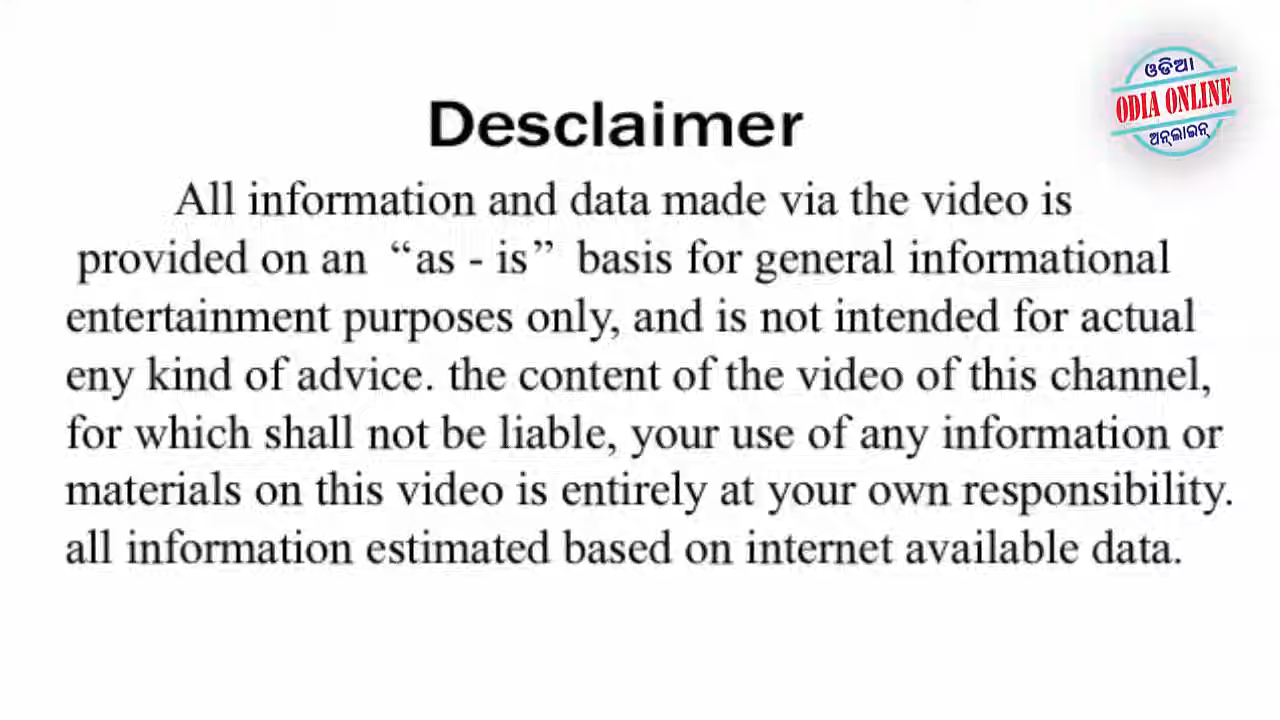 ଓଡିଆ
ODIA ONLINE
ଅନ୍‌ଲାଇନ୍
Desclaimer
All information and data made via the video is
provided on an “as - is” basis for general informational
entertainment purposes only, and is not intended for actual
eny kind of advice. the content of the video of this channel,
for which shall not be liable, your use of any information or
materials on this video is entirely at your own responsibility.
all information estimated based on internet available data.